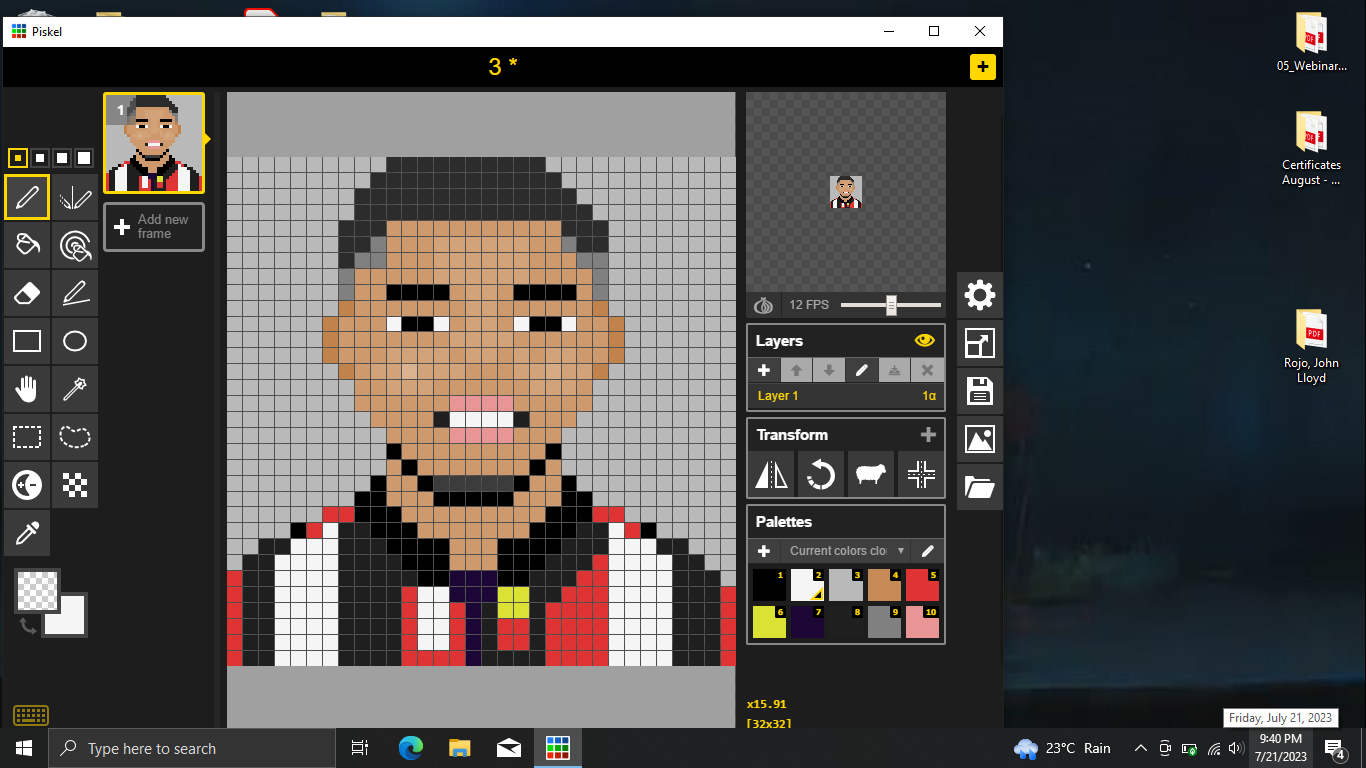 Piskel
3 *
+
1
Add new
frame
12 FPS
Layers
Layer 1
1α
Transform
Palettes
Current colors clo
1
2
3
4
5
6
7
8
9
10
x15.91
[32x32]
05_Webinar...
Certificates
August - ...
PDF
Rojo, John
Lloyd
Friday, July 21, 2023
Type here to search
23°C Rain
9:40 PM
7/21/2023
4